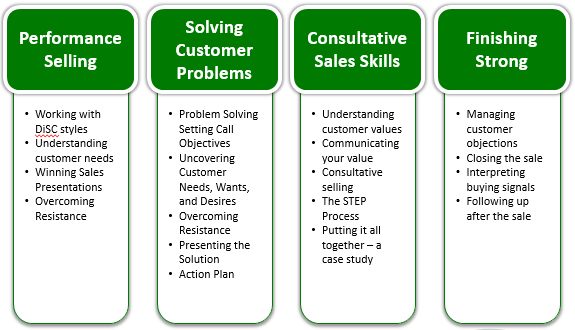 Performance
Selling
• Working with
DiSC styles
• Understanding
customer needs
• Winning Sales
Presentations
• Overcoming
Resistance
Solving
Customer
Problems
• Problem Solving
Setting Call
Objectives
• Uncovering
Customer
Needs, Wants,
and Desires
• Overcoming
Resistance
• Presenting the
Solution
• Action Plan
Consultative
Sales Skills
• Understanding
customer values
• Communicating
your value
• Consultative
selling
• The STEP
Process
• Putting it all
together – a
case study
Finishing
Strong
• Managing
customer
objections
• Closing the sale
• Interpreting
buying signals
• Following up
after the sale